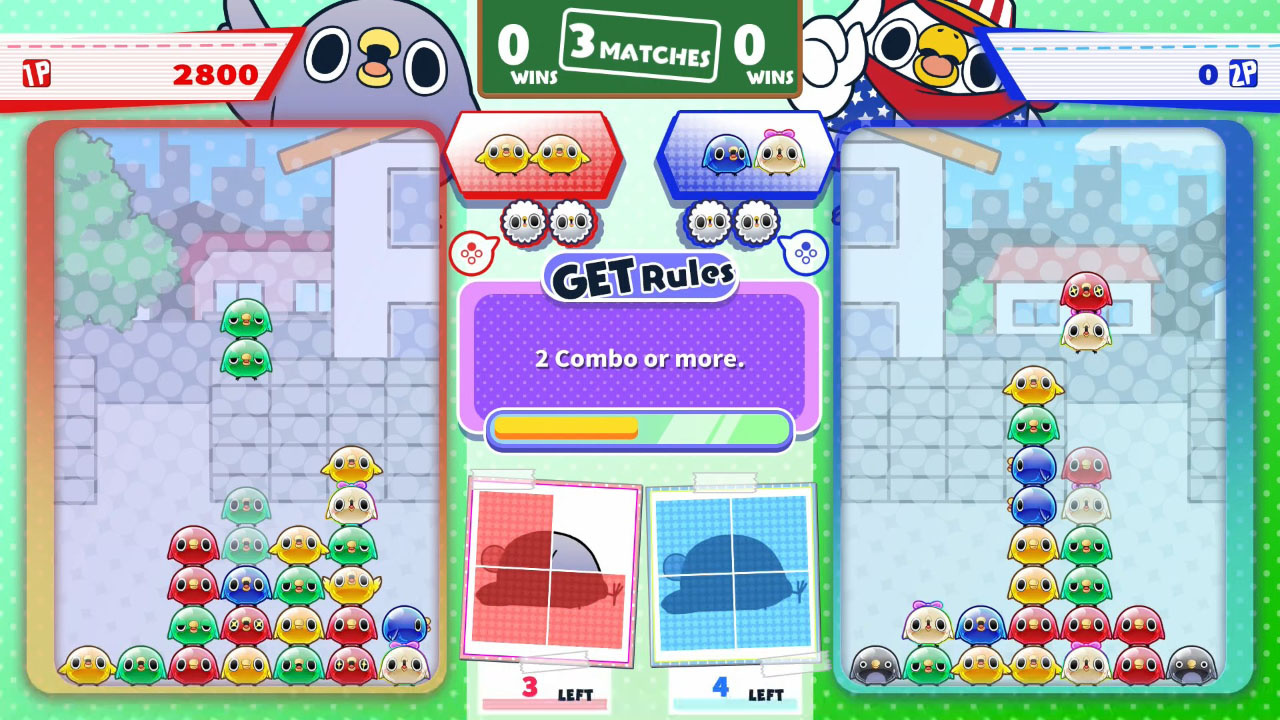 1P
2800
0
WINS
3 MATCHES
0
WINS
0
2P
GET Rules
2 Combo or more.
3 LEFT
4 LEFT